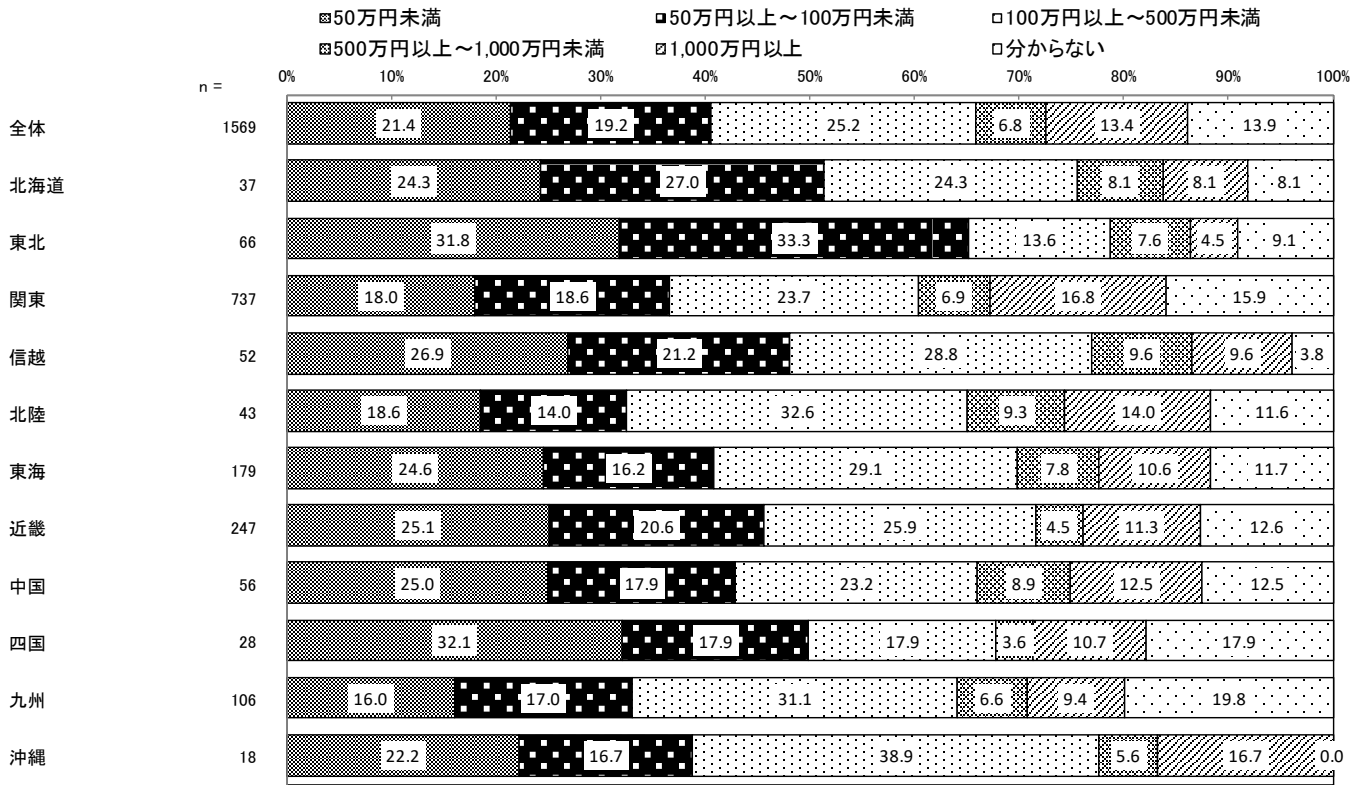 50万円未満 50万円以上～100万円未満 100万円以上～500万円未満
500万円以上～1,000万円未満 1,000万円以上 分からない
n = 0% 10% 20% 30% 40% 50% 60% 70% 80% 90% 100%
全体 1569 21.4 19.2 25.2 6.8 13.4 13.9
北海道 37 24.3 27.0 24.3 8.1 8.1 8.1
東北 66 31.8 33.3 13.6 7.6 4.5 9.1
関東 737 18.0 18.6 23.7 6.9 16.8 15.9
信越 52 26.9 21.2 28.8 9.6 9.6 3.8
北陸 43 18.6 14.0 32.6 9.3 14.0 11.6
東海 179 24.6 16.2 29.1 7.8 10.6 11.7
近畿 247 25.1 20.6 25.9 4.5 11.3 12.6
中国 56 25.0 17.9 23.2 8.9 12.5 12.5
四国 28 32.1 17.9 17.9 3.6 10.7 17.9
九州 106 16.0 17.0 31.1 6.6 9.4 19.8
沖縄 18 22.2 16.7 38.9 5.6 16.7 0.0